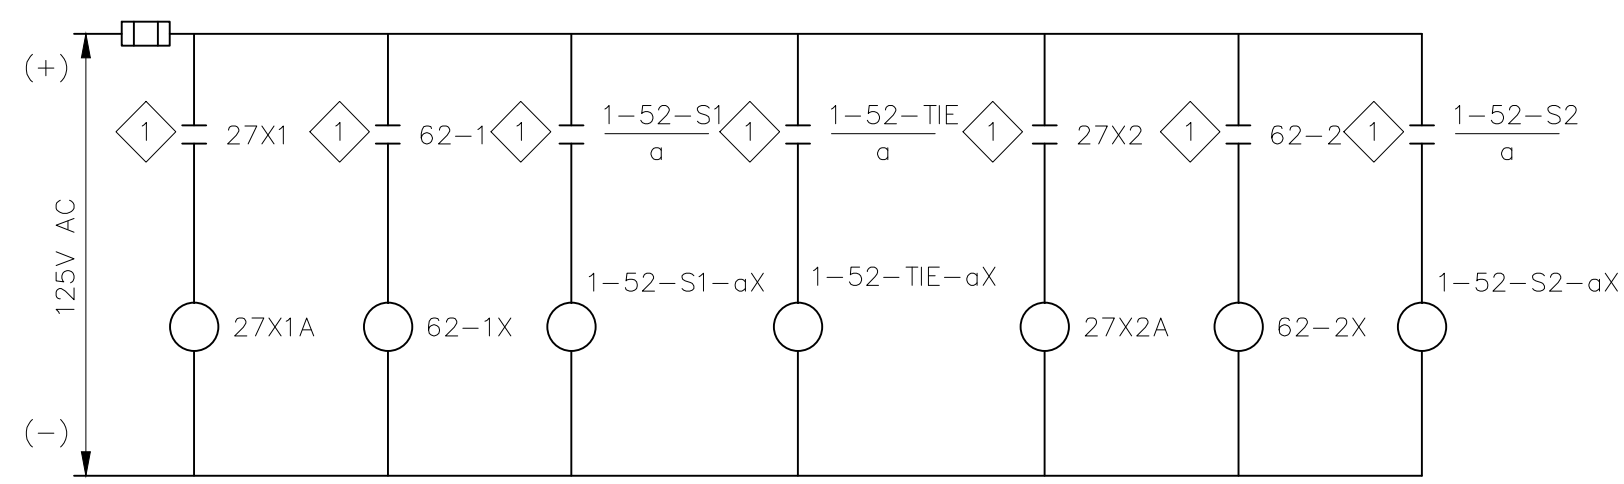 (+)
1 27X1
1 62-1
1 1-52-S1
a
1 1-52-TIE
a
1 27X2
1 62-2
1 1-52-S2
a
125V AC
27X1A
62-1X
1-52-S1-aX
1-52-TIE-aX
27X2A
62-2X
1-52-S2-aX
(-)